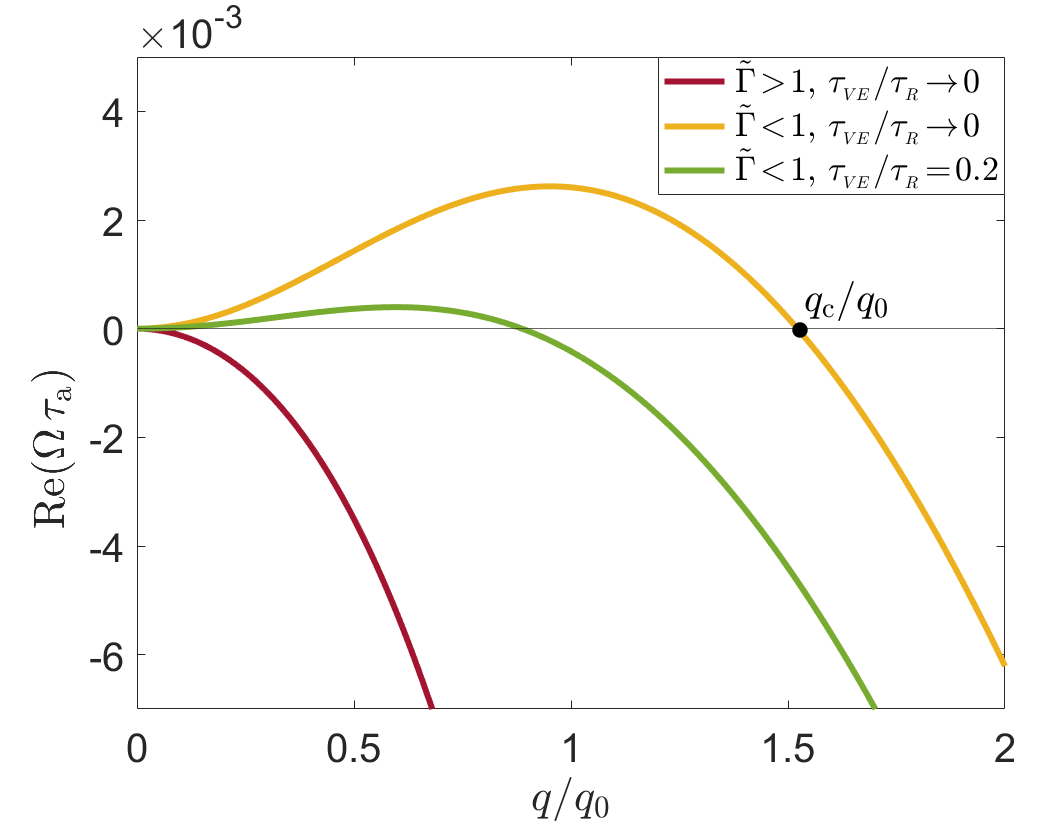 ×10⁻³
Γ̃ > 1, τ_VE/τ_R → 0
Γ̃ < 1, τ_VE/τ_R → 0
Γ̃ < 1, τ_VE/τ_R = 0.2
4
2
0
-2
-4
-6
q_c/q_0
Re(Ω τ_a)
0 0.5 1 1.5 2
q/q_0